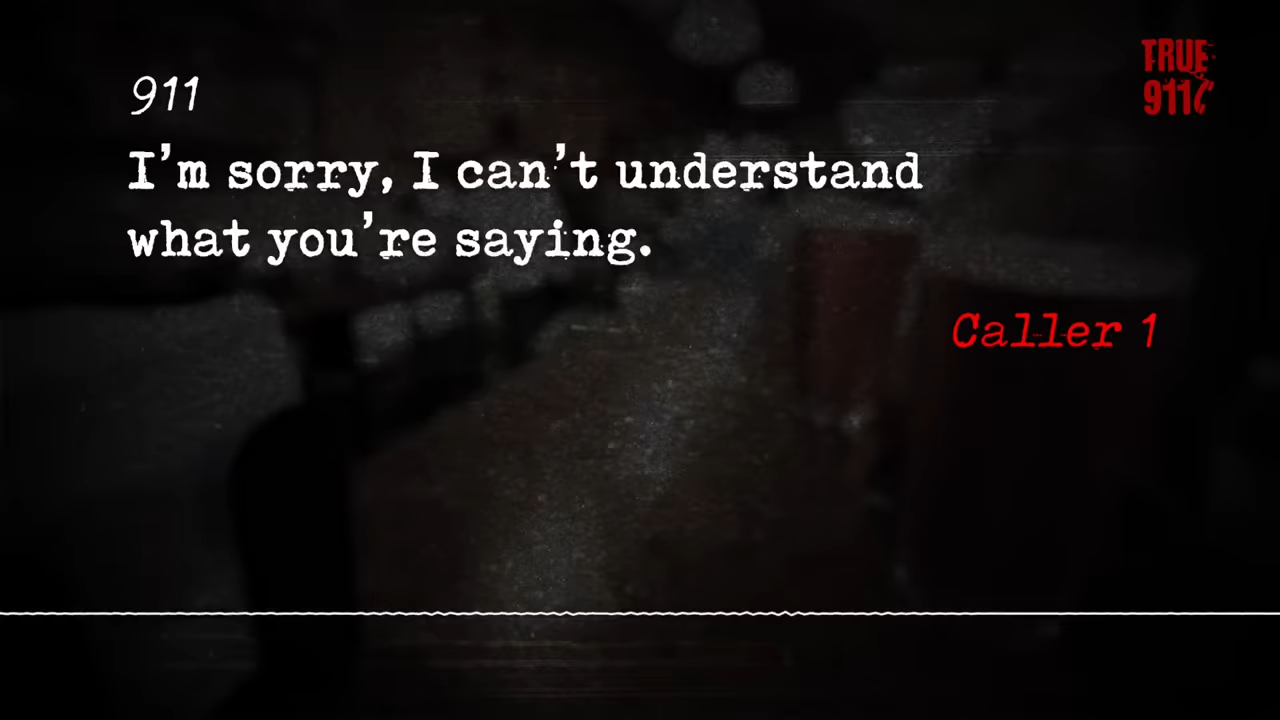 TRUE
911
911
I’m sorry, I can’t understand
what you’re saying.
Caller 1